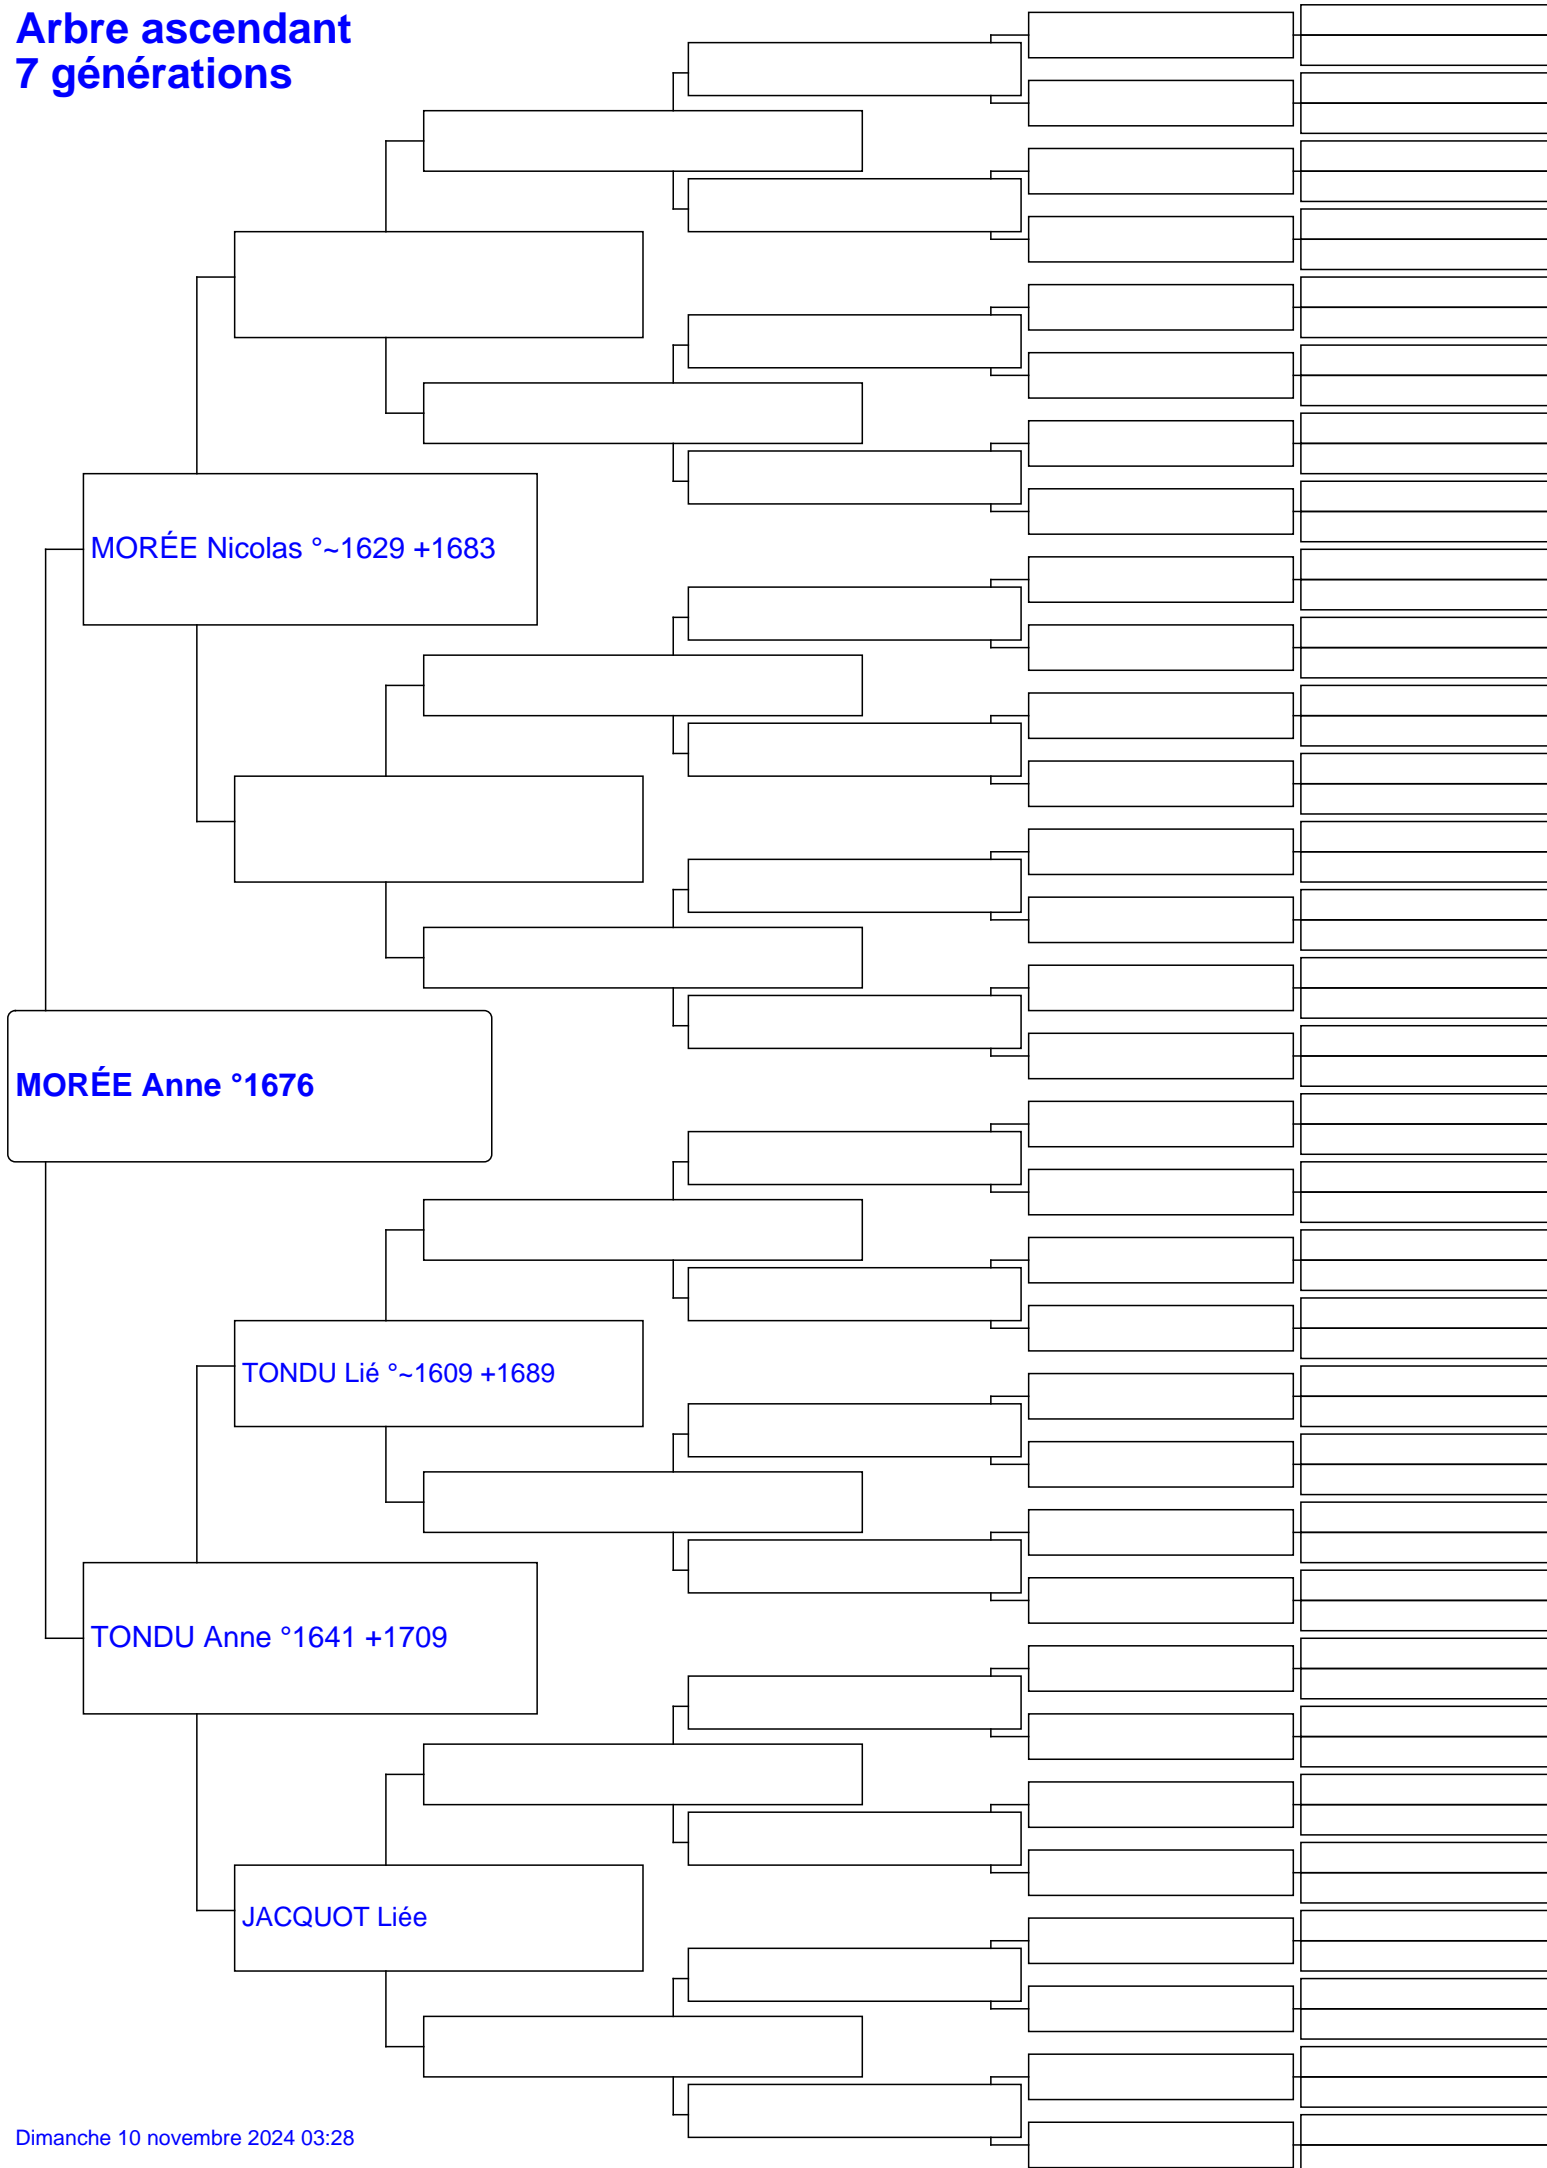 Arbre ascendant
7 générations
MORÉE Nicolas °~1629 +1683
MORÉE Anne °1676
TONDU Lié °~1609 +1689
TONDU Anne °1641 +1709
JACQUOT Liée
Dimanche 10 novembre 2024 03:28